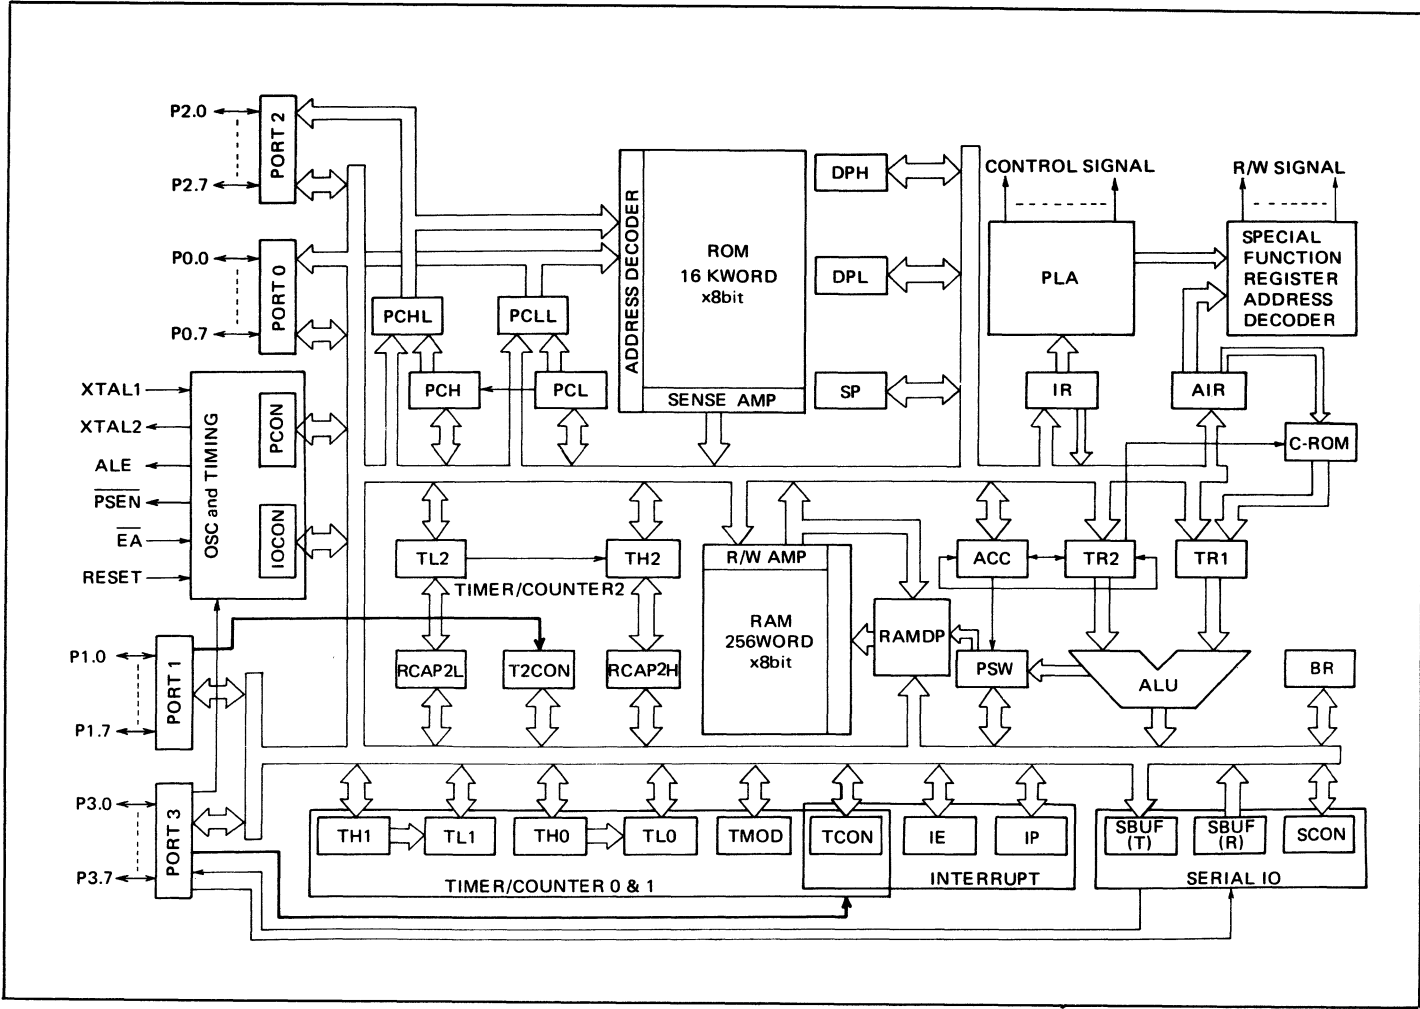 P2.0
P2.7
PORT 2
P0.0
P0.7
PORT 0
XTAL1
XTAL2
ALE
PSEN
EA
RESET
OSC and TIMING
PCON
IOCON
P1.0
P1.7
PORT 1
P3.0
P3.7
PORT 3
PCHL
PCLL
PCH
PCL
ADDRESS DECODER
ROM
16 KWORD
x8bit
SENSE AMP
DPH
DPL
SP
CONTROL SIGNAL
PLA
R/W SIGNAL
SPECIAL
FUNCTION
REGISTER
ADDRESS
DECODER
IR
AIR
C-ROM
TL2
TH2
TIMER/COUNTER2
RCAP2L
T2CON
RCAP2H
R/W AMP
RAM
256WORD
x8bit
RAMDP
ACC
TR2
TR1
PSW
ALU
BR
TH1
TL1
TH0
TL0
TMOD
TCON
IE
IP
TIMER/COUNTER 0 & 1
INTERRUPT
SBUF
(T)
SBUF
(R)
SCON
SERIAL IO